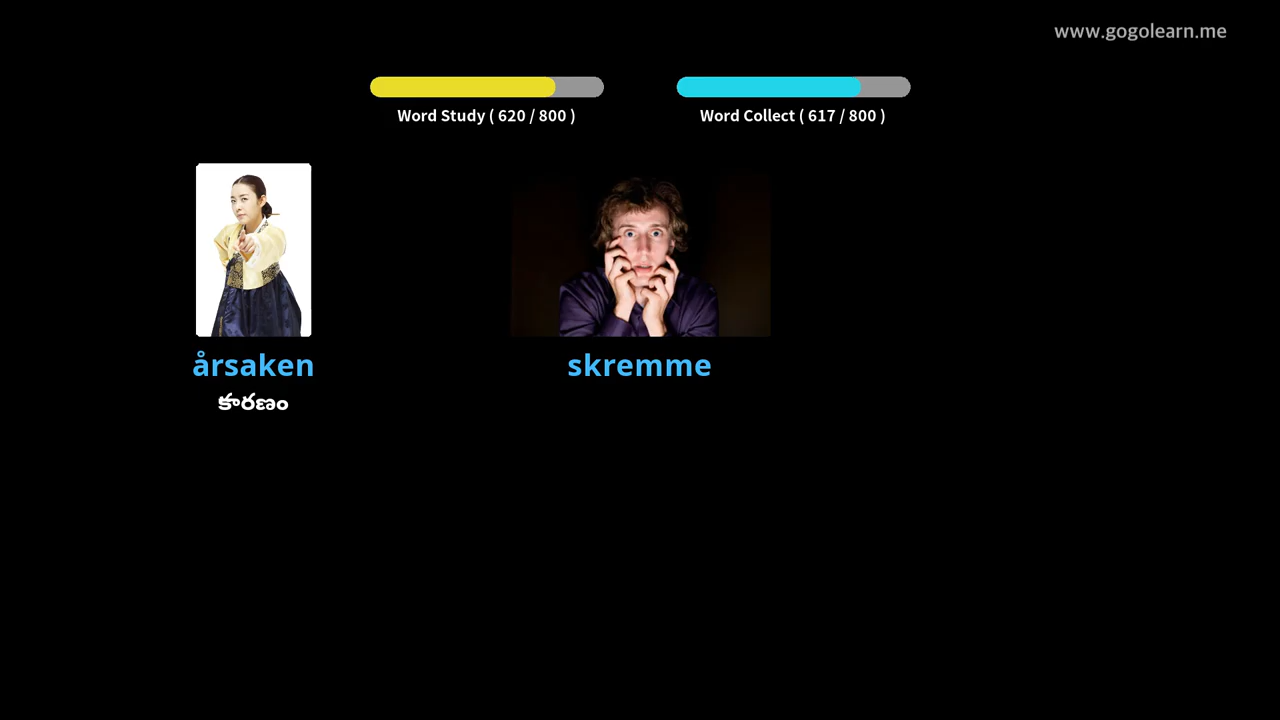 www.gogolearn.me
Word Study ( 620 / 800 )
Word Collect ( 617 / 800 )
årsaken
skremme
కారణం